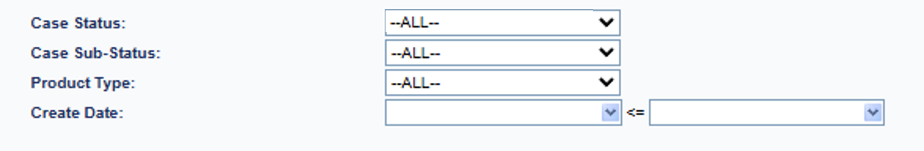 Case Status: --ALL--
Case Sub-Status: --ALL--
Product Type: --ALL--
Create Date: <=